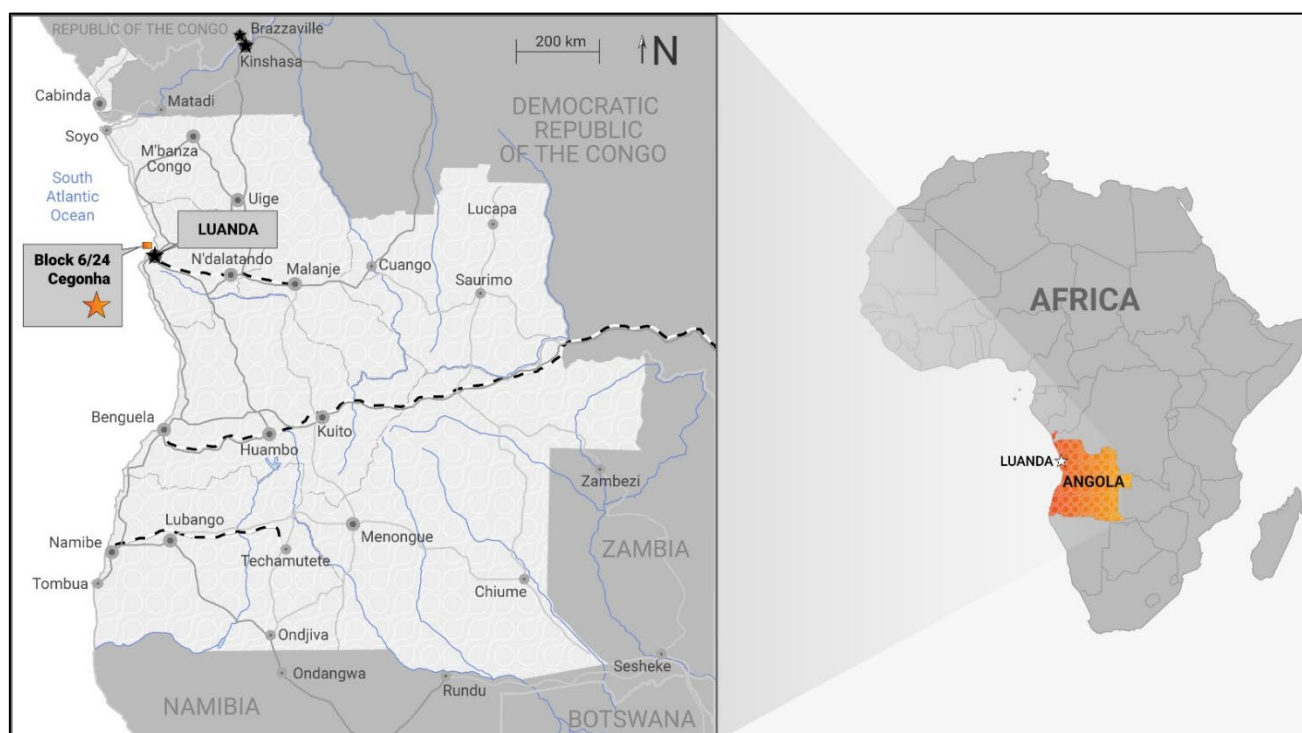 REPUBLIC OF THE CONGO
Brazzaville
Kinshasa
200 km
N
Cabinda
Matadi
Soyo
DEMOCRATIC
REPUBLIC
OF THE CONGO
M'banza
Congo
South
Atlantic
Ocean
Uige
Lucapa
LUANDA
Block 6/24
Cegonha
N'dalatando
Malanje
Cuango
Saurimo
Benguela
Huambo
Kuito
Zambezi
Lubango
Namibe
Menongue
Techamutete
ZAMBIA
Tombua
Chiume
Ondjiva
Ondangwa
Sesheke
Rundu
NAMIBIA
BOTSWANA
AFRICA
LUANDA
ANGOLA